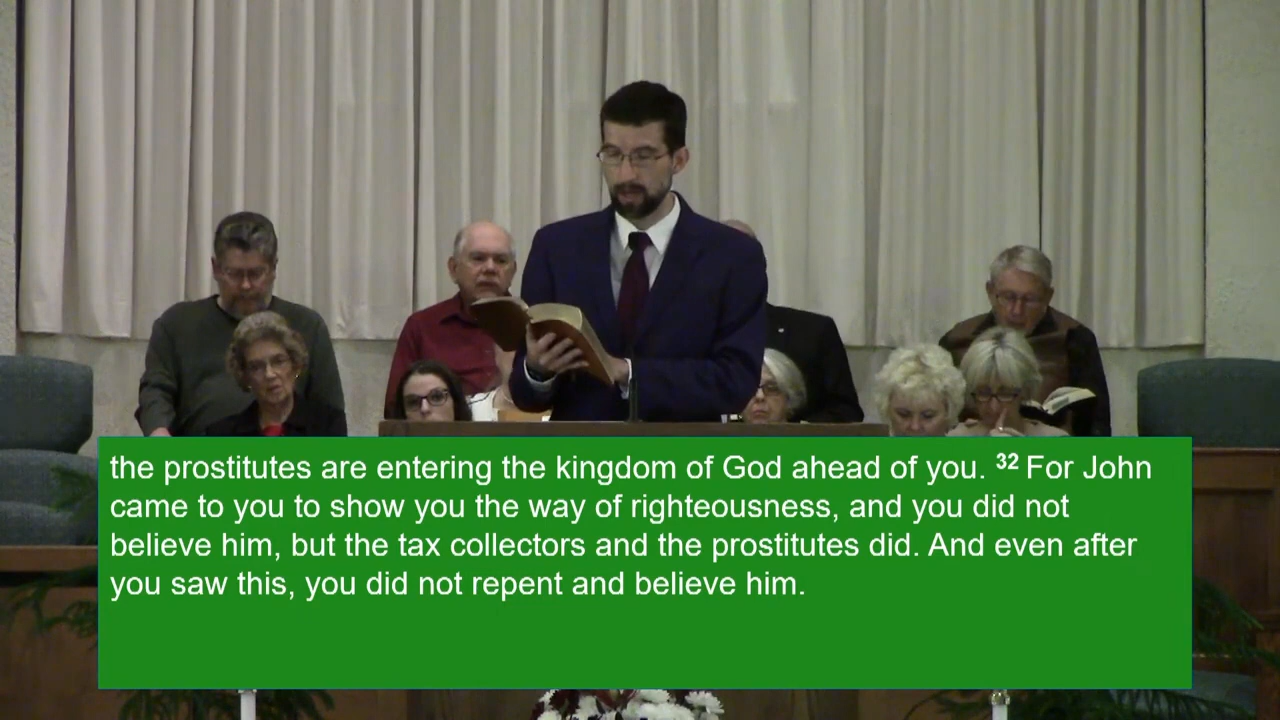 the prostitutes are entering the kingdom of God ahead of you. 32 For John
came to you to show you the way of righteousness, and you did not
believe him, but the tax collectors and the prostitutes did. And even after
you saw this, you did not repent and believe him.